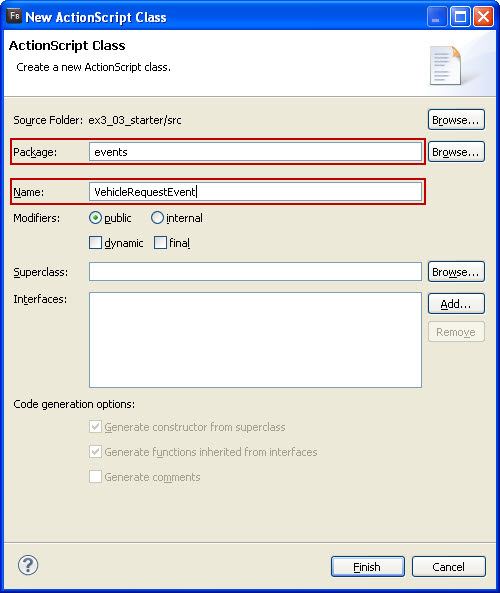 Fb New ActionScript Class
ActionScript Class
Create a new ActionScript class.
Source Folder: ex3_03_starter/src Browse...
Package: events Browse...
Name: VehicleRequestEvent
Modifiers: public internal
dynamic final
Superclass: Browse...
Interfaces: Add...
Remove
Code generation options:
Generate constructor from superclass
Generate functions inherited from interfaces
Generate comments
? Finish Cancel